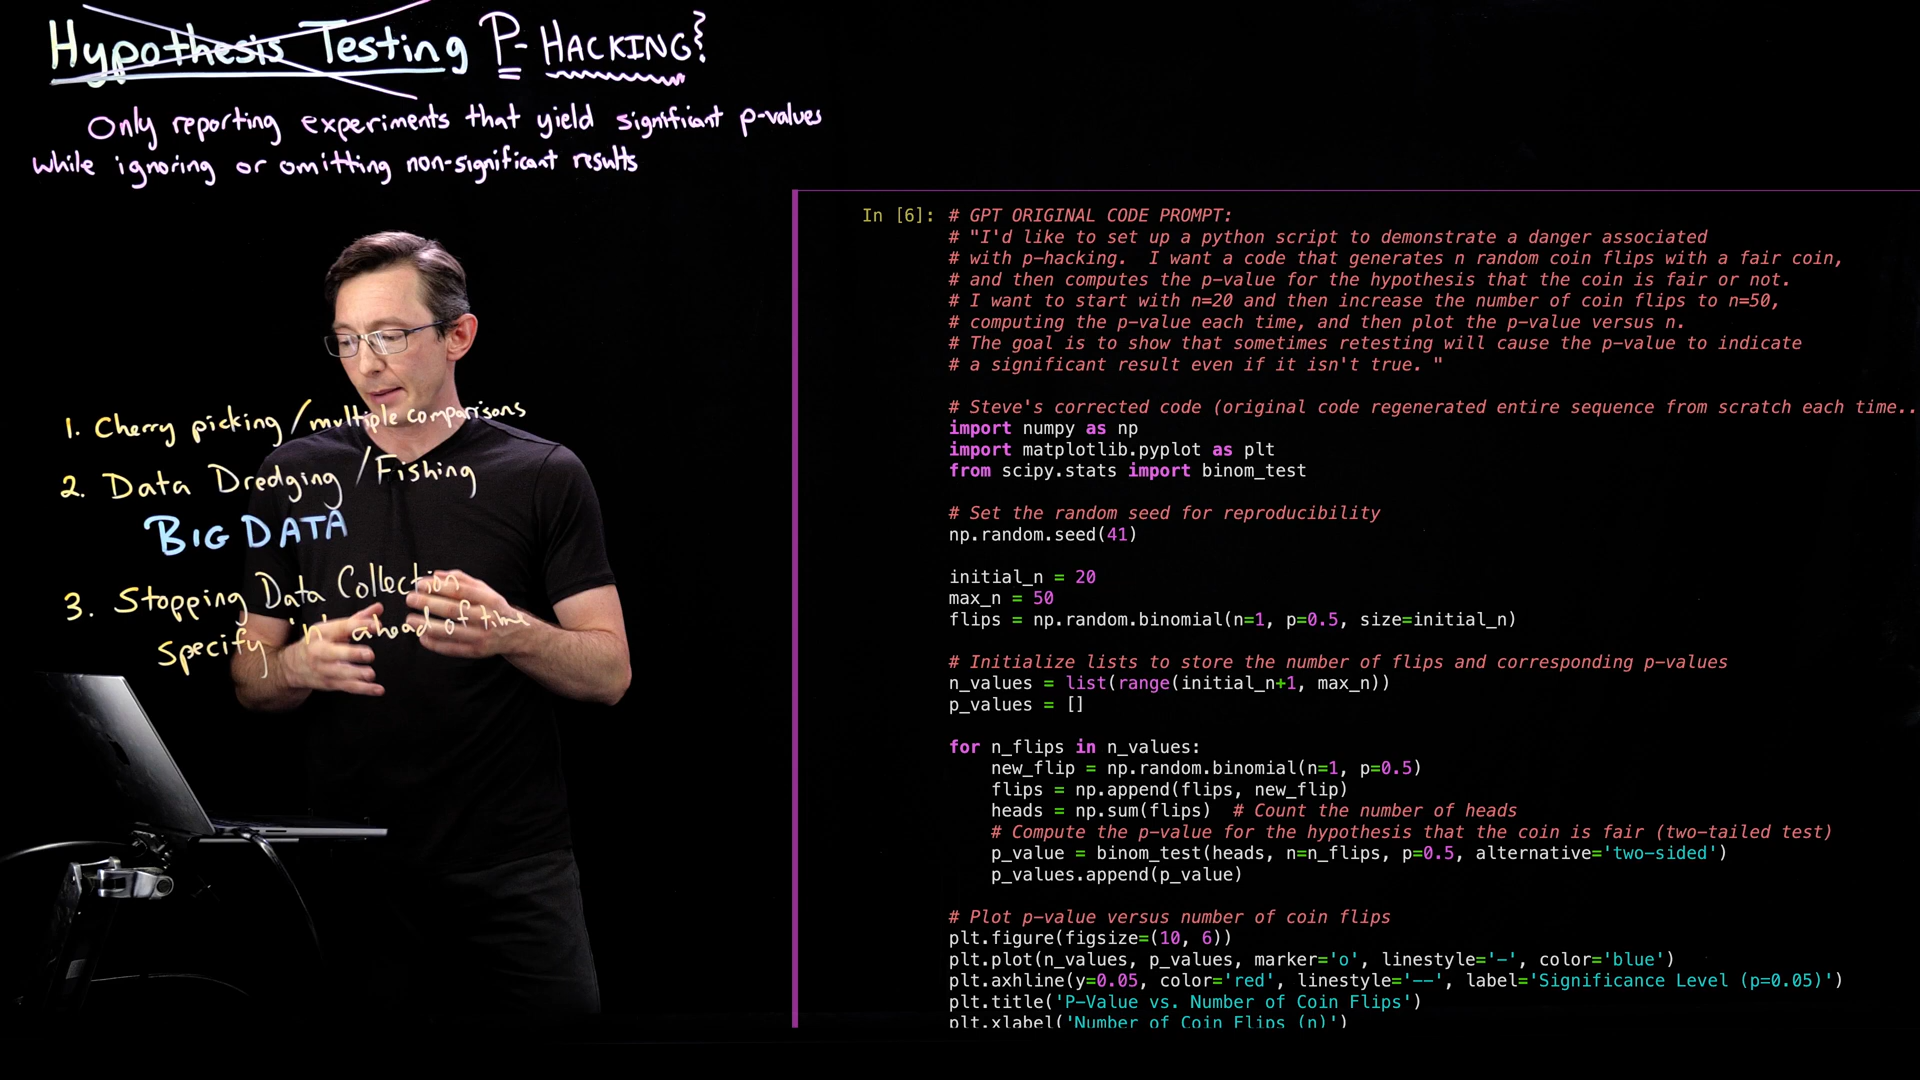 Hypothesis Testing P-HACKING!
Only reporting experiments that yield significant p-values
while ignoring or omitting non-significant results
1. Cherry picking / multiple comparisons
2. Data Dredging / Fishing
BIG DATA
3. Stopping Data Collection
specify 'n' ahead of time
In [6]: # GPT ORIGINAL CODE PROMPT:
# "I'd like to set up a python script to demonstrate a danger associated
# with p-hacking.  I want a code that generates n random coin flips with a fair coin,
# and then computes the p-value for the hypothesis that the coin is fair or not.
# I want to start with n=20 and then increase the number of coin flips to n=50,
# computing the p-value each time, and then plot the p-value versus n.
# The goal is to show that sometimes retesting will cause the p-value to indicate
# a significant result even if it isn't true. "
# Steve's corrected code (original code regenerated entire sequence from scratch each time..
import numpy as np
import matplotlib.pyplot as plt
from scipy.stats import binom_test
# Set the random seed for reproducibility
np.random.seed(41)
initial_n = 20
max_n = 50
flips = np.random.binomial(n=1, p=0.5, size=initial_n)
# Initialize lists to store the number of flips and corresponding p-values
n_values = list(range(initial_n+1, max_n))
p_values = []
for n_flips in n_values:
    new_flip = np.random.binomial(n=1, p=0.5)
    flips = np.append(flips, new_flip)
    heads = np.sum(flips)  # Count the number of heads
    # Compute the p-value for the hypothesis that the coin is fair (two-tailed test)
    p_value = binom_test(heads, n=n_flips, p=0.5, alternative='two-sided')
    p_values.append(p_value)
# Plot p-value versus number of coin flips
plt.figure(figsize=(10, 6))
plt.plot(n_values, p_values, marker='o', linestyle='-', color='blue')
plt.axhline(y=0.05, color='red', linestyle='--', label='Significance Level (p=0.05)')
plt.title('P-Value vs. Number of Coin Flips')
plt.xlabel('Number of Coin Flips (n)')